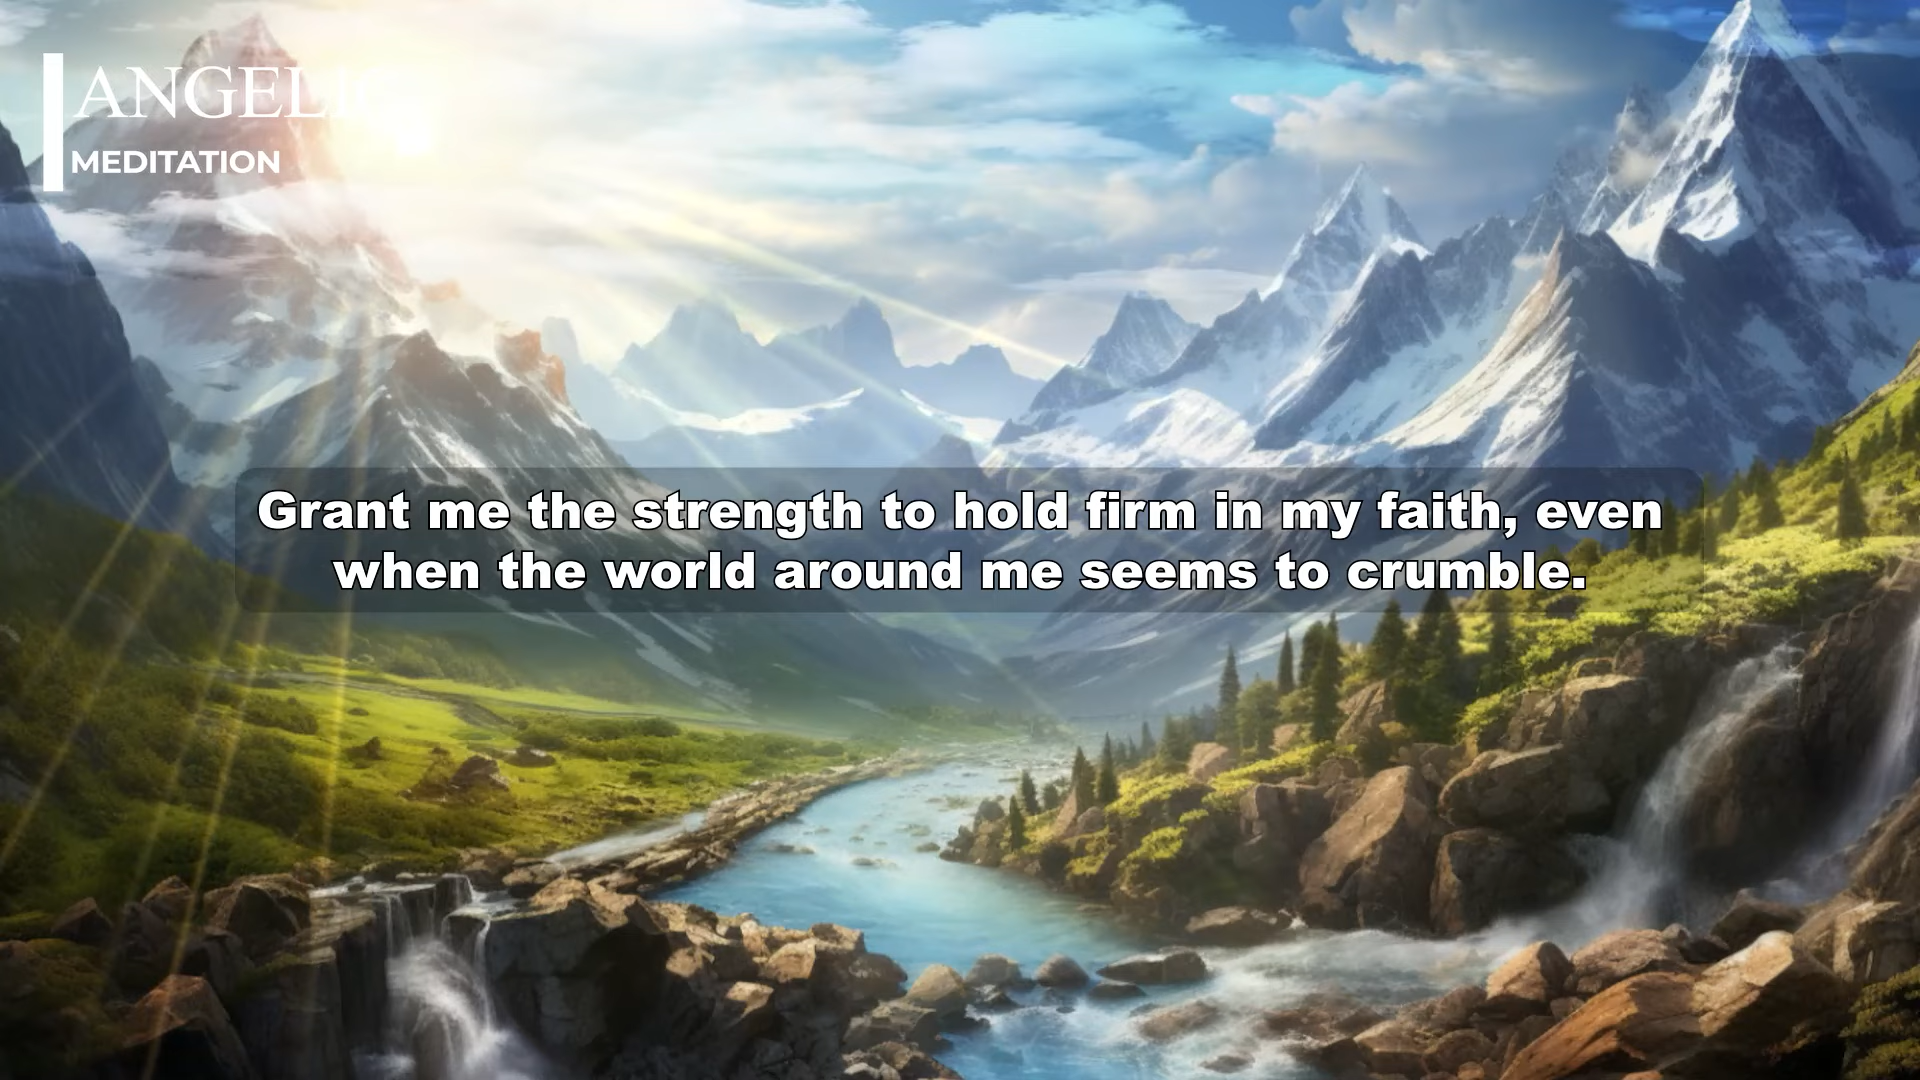 ANGELIC
MEDITATION
Grant me the strength to hold firm in my faith, even
when the world around me seems to crumble.